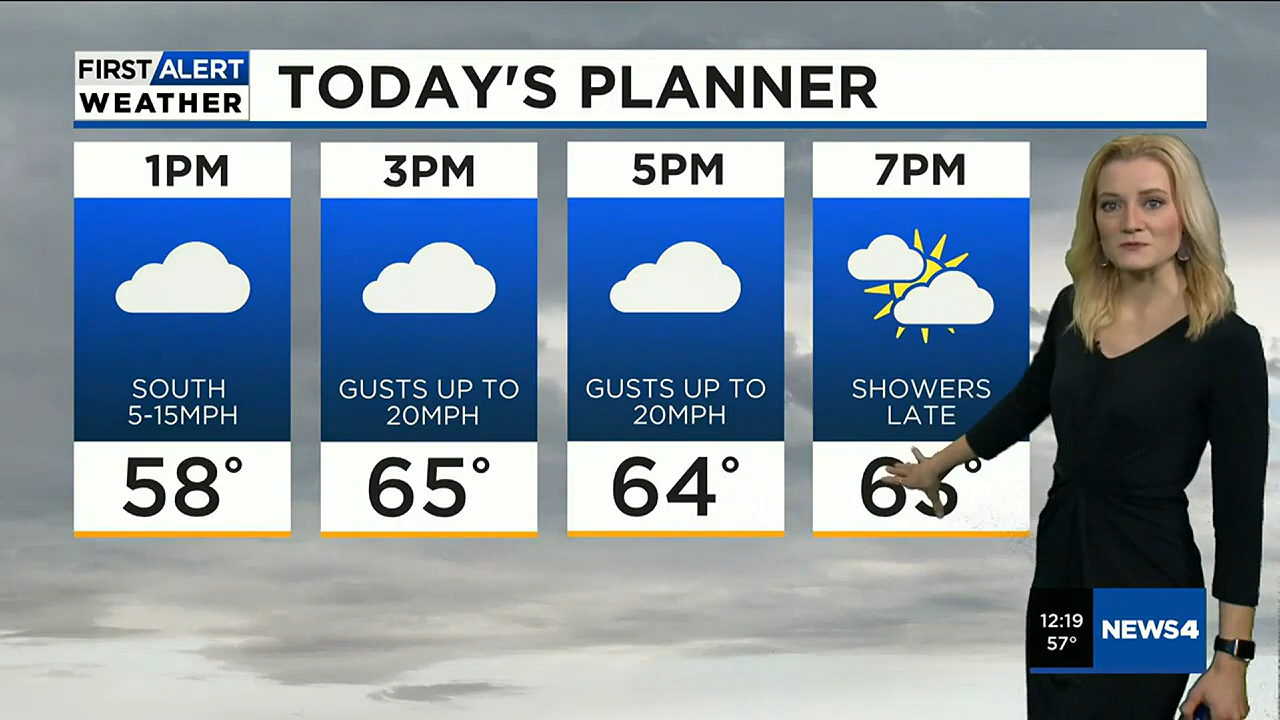 FIRST ALERT
WEATHER
TODAY'S PLANNER
1PM
SOUTH
5-15MPH
58°
3PM
GUSTS UP TO
20MPH
65°
5PM
GUSTS UP TO
20MPH
64°
7PM
SHOWERS
LATE
12:19
57°
NEWS4